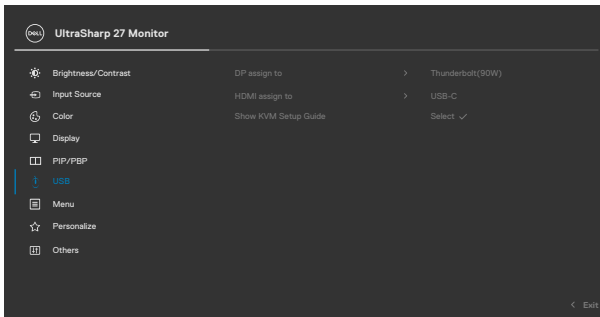 DELL UltraSharp 27 Monitor
Brightness/Contrast DP assign to > Thunderbolt(90W)
Input Source HDMI assign to > USB-C
Color Show KVM Setup Guide Select ✓
Display
PIP/PBP
USB
Menu
Personalize
Others
< Exit